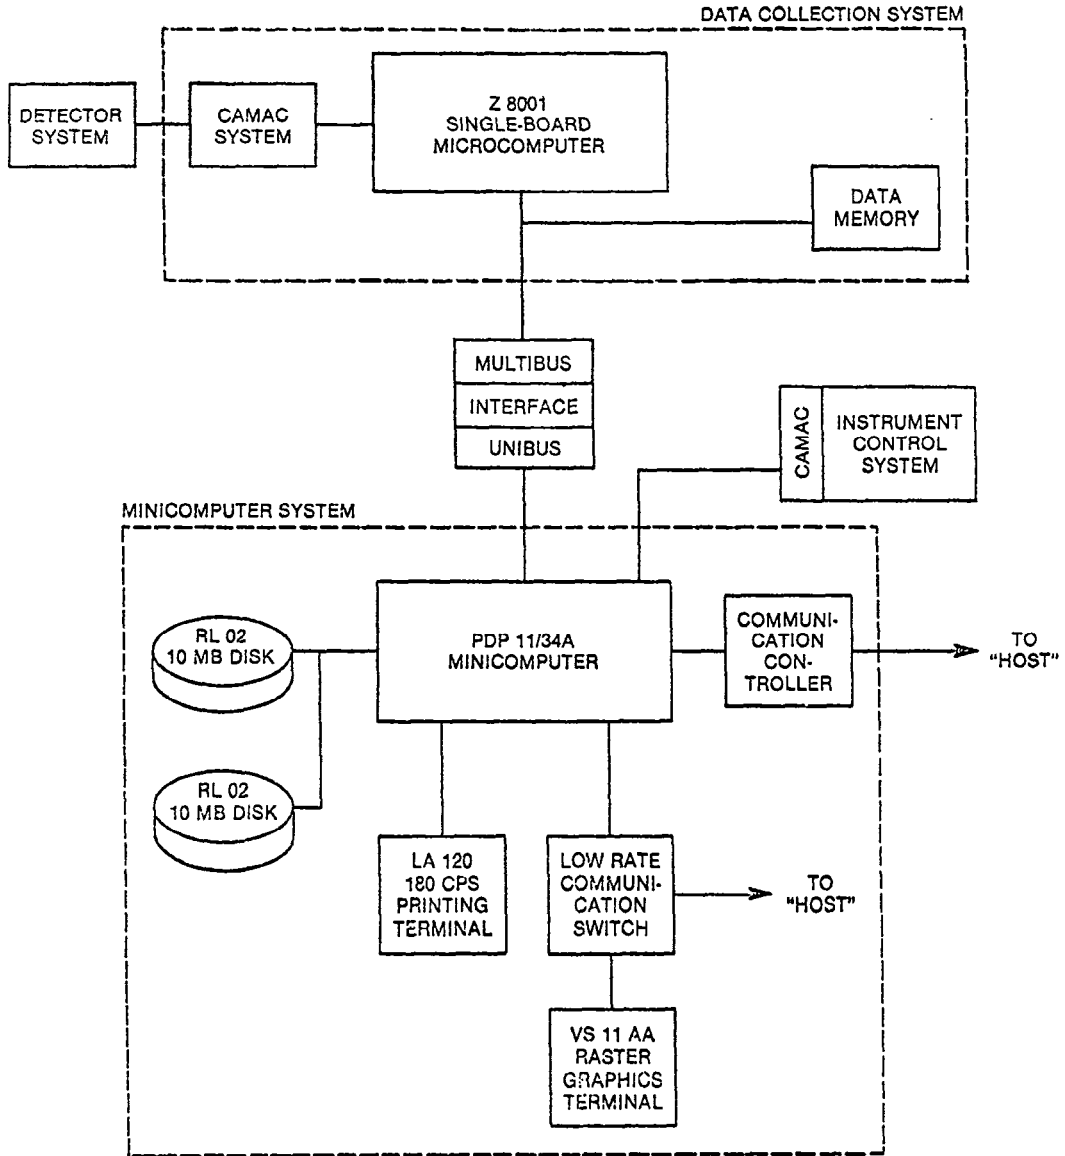 DATA COLLECTION SYSTEM
DETECTOR
SYSTEM
CAMAC
SYSTEM
Z 8001
SINGLE-BOARD
MICROCOMPUTER
DATA
MEMORY
MULTIBUS
INTERFACE
UNIBUS
CAMAC
INSTRUMENT
CONTROL
SYSTEM
MINICOMPUTER SYSTEM
RL 02
10 MB DISK
PDP 11/34A
MINICOMPUTER
COMMUNI-
CATION
CON-
TROLLER
TO
"HOST"
RL 02
10 MB DISK
LA 120
180 CPS
PRINTING
TERMINAL
LOW RATE
COMMUNI-
CATION
SWITCH
TO
"HOST"
VS 11 AA
RASTER
GRAPHICS
TERMINAL